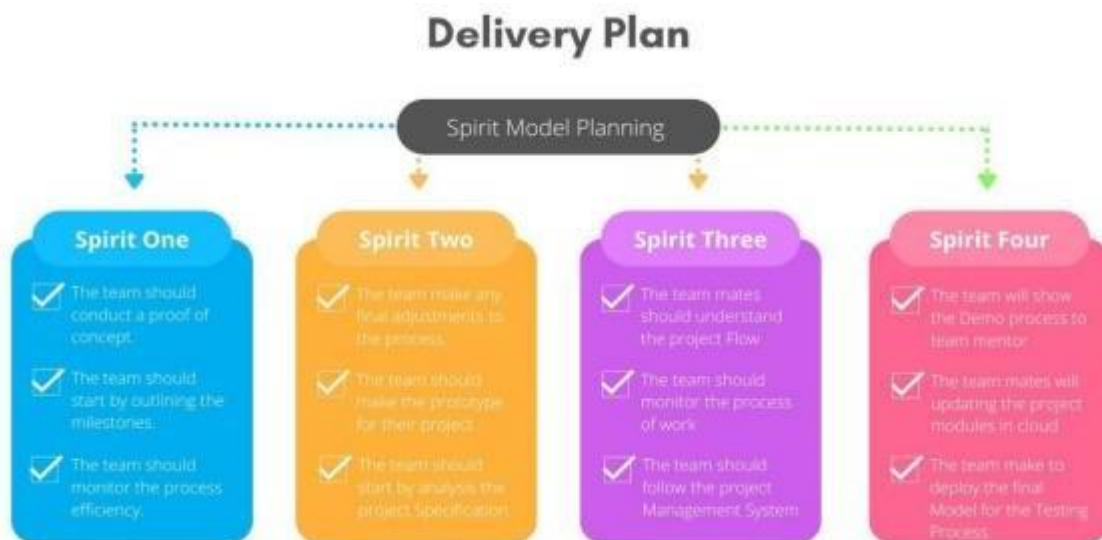 Delivery Plan
Spirit Model Planning
Spirit One
The team should
conduct a proof of
concept.
The team should
start by outlining the
milestories.
The team should
monitor the process
efficiency.
Spirit Two
The team make any
final adjustments to
the process.
The team should
make the prototype
for their project
The team should
start by analysis the
project Specification
Spirit Three
The team mates
should understand
the project Flow
The team should
monitor the process
of work
The team should
follow the project
Management System
Spirit Four
The team will show
the Demo process to
team mentor
The team mates will
updating the project
modules in cloud
The team make to
deploy the final
Model for the Testing
Process